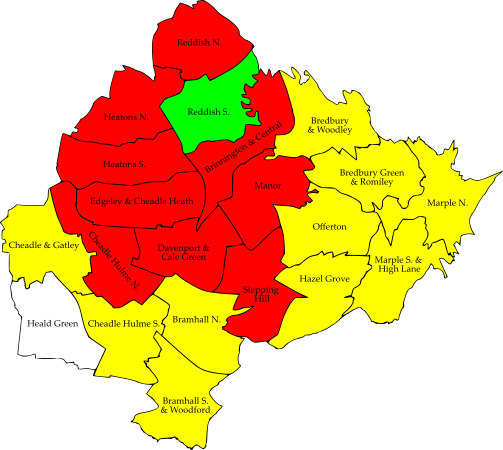 Reddish N.
Reddish S.
Heatons N.
Bredbury
& Woodley
Brinnington & Central
Heatons S.
Bredbury Green
& Romiley
Manor
Edgeley & Cheadle Heath
Marple N.
Offerton
Cheadle & Gatley
Cheadle Hulme N.
Davenport &
Cale Green
Marple S. &
High Lane
Hazel Grove
Stepping
Hill
Heald Green
Cheadle Hulme S.
Bramhall N.
Bramhall S.
& Woodford